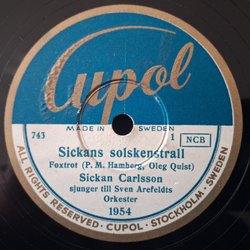 Cupol
743
MADE IN SWEDEN
1
NCB
Sickans solskenstrall
Foxtrot (P. M. Hamberg, Oleg Quist)
Sickan Carlsson
sjunger till Sven Arefeldts
Orkester
1954
ALL RIGHTS RESERVED · CUPOL · STOCKHOLM · SWEDEN